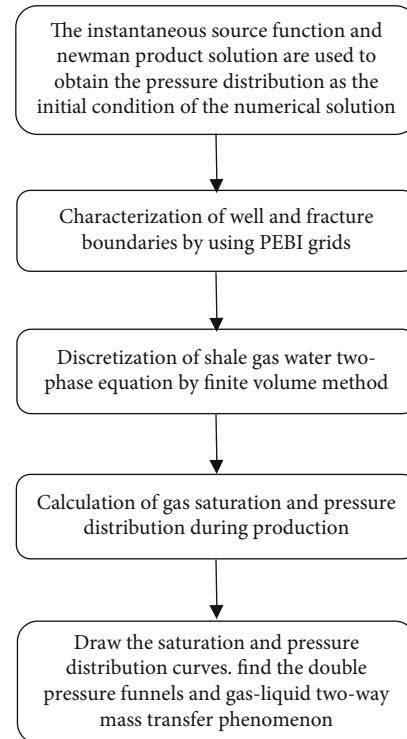 The instantaneous source function and
newman product solution are used to
obtain the pressure distribution as the
initial condition of the numerical solution
Characterization of well and fracture
boundaries by using PEBI grids
Discretization of shale gas water two-
phase equation by finite volume method
Calculation of gas saturation and pressure
distribution during production
Draw the saturation and pressure
distribution curves. find the double
pressure funnels and gas-liquid two-way
mass transfer phenomenon